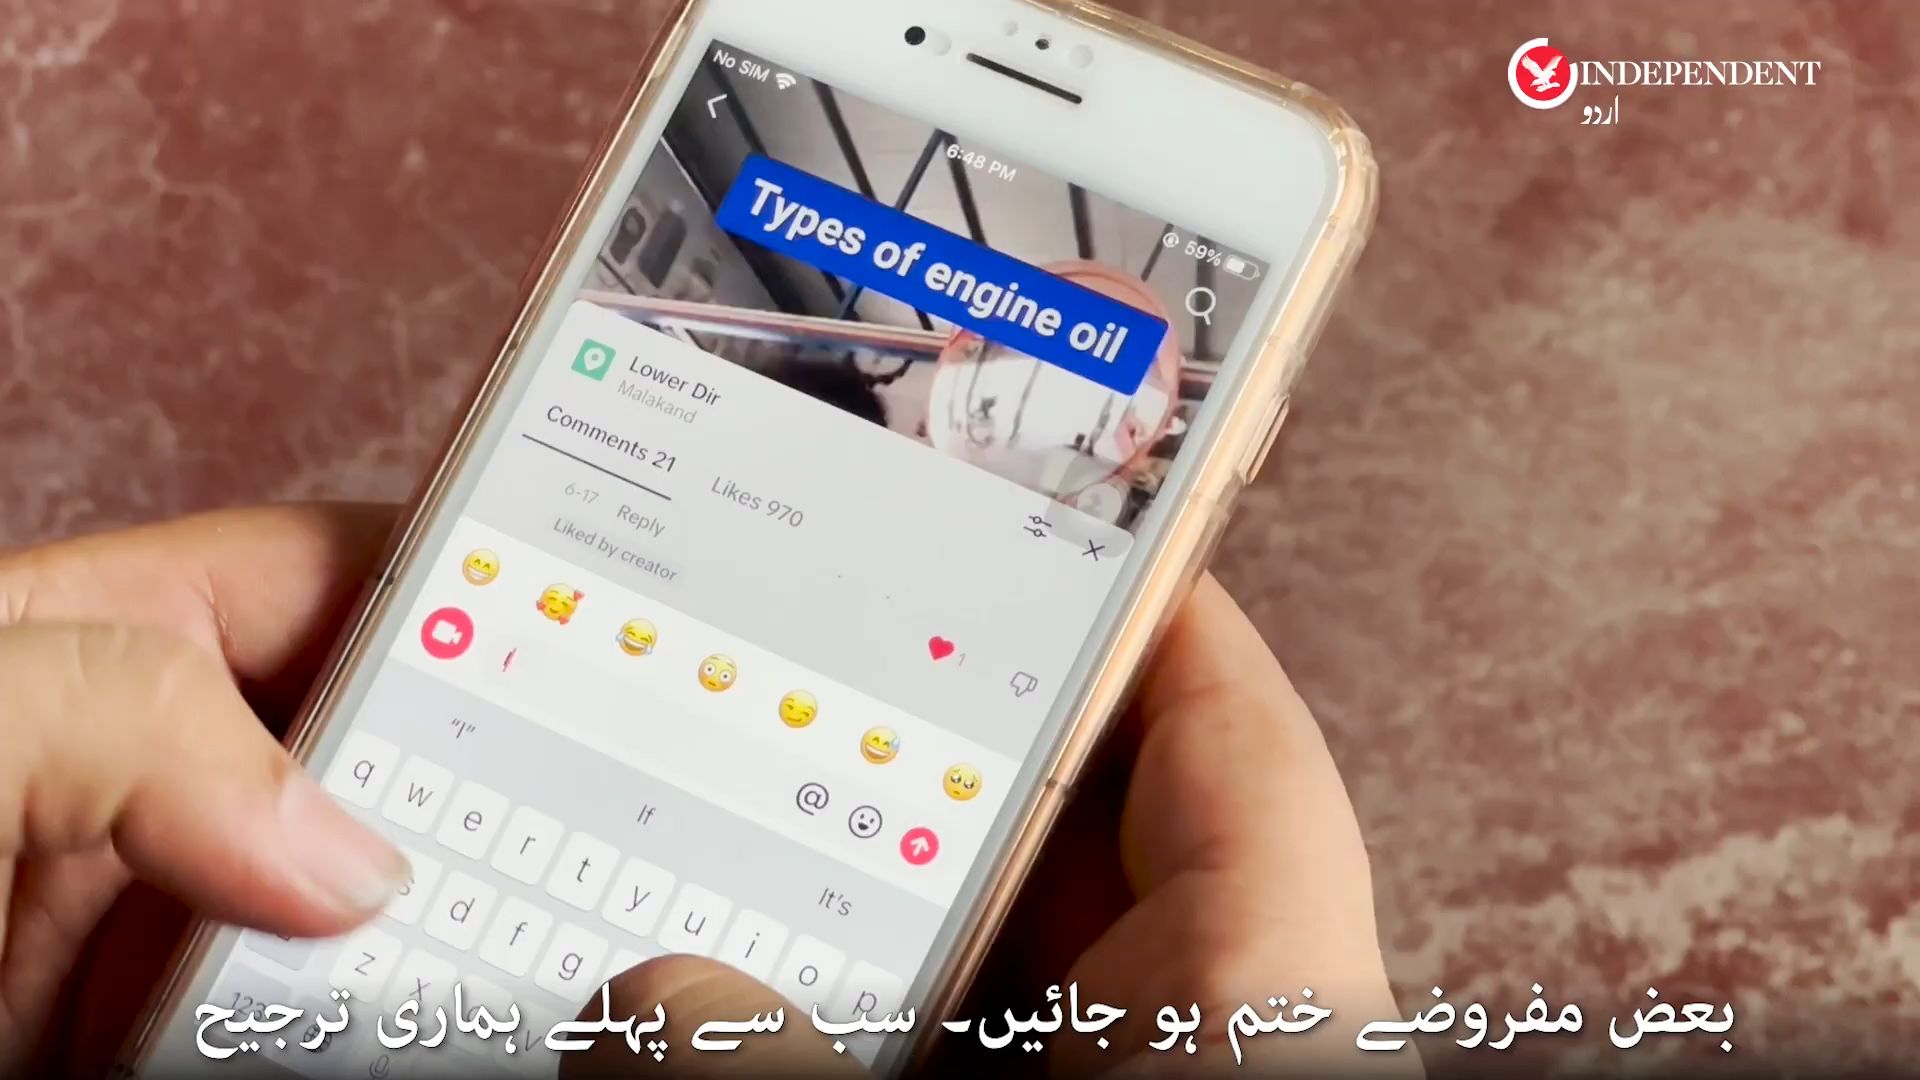 INDEPENDENT
اردو
No SIM
6:48 PM
59%
Types of engine oil
Lower Dir
Malakand
Comments 21
Likes 970
6-17 Reply
Liked by creator
1
@
"I"
If
It's
q w e r t y u i o p
s d f g
z x v
123
بعض مفروضے ختم ہو جائیں۔ سب سے پہلے ہماری ترجیح